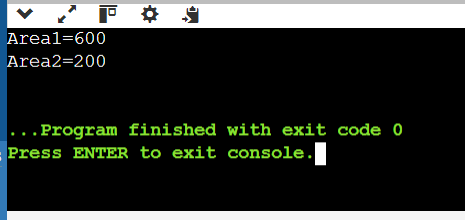 Area1=600
Area2=200
...Program finished with exit code 0
Press ENTER to exit console.